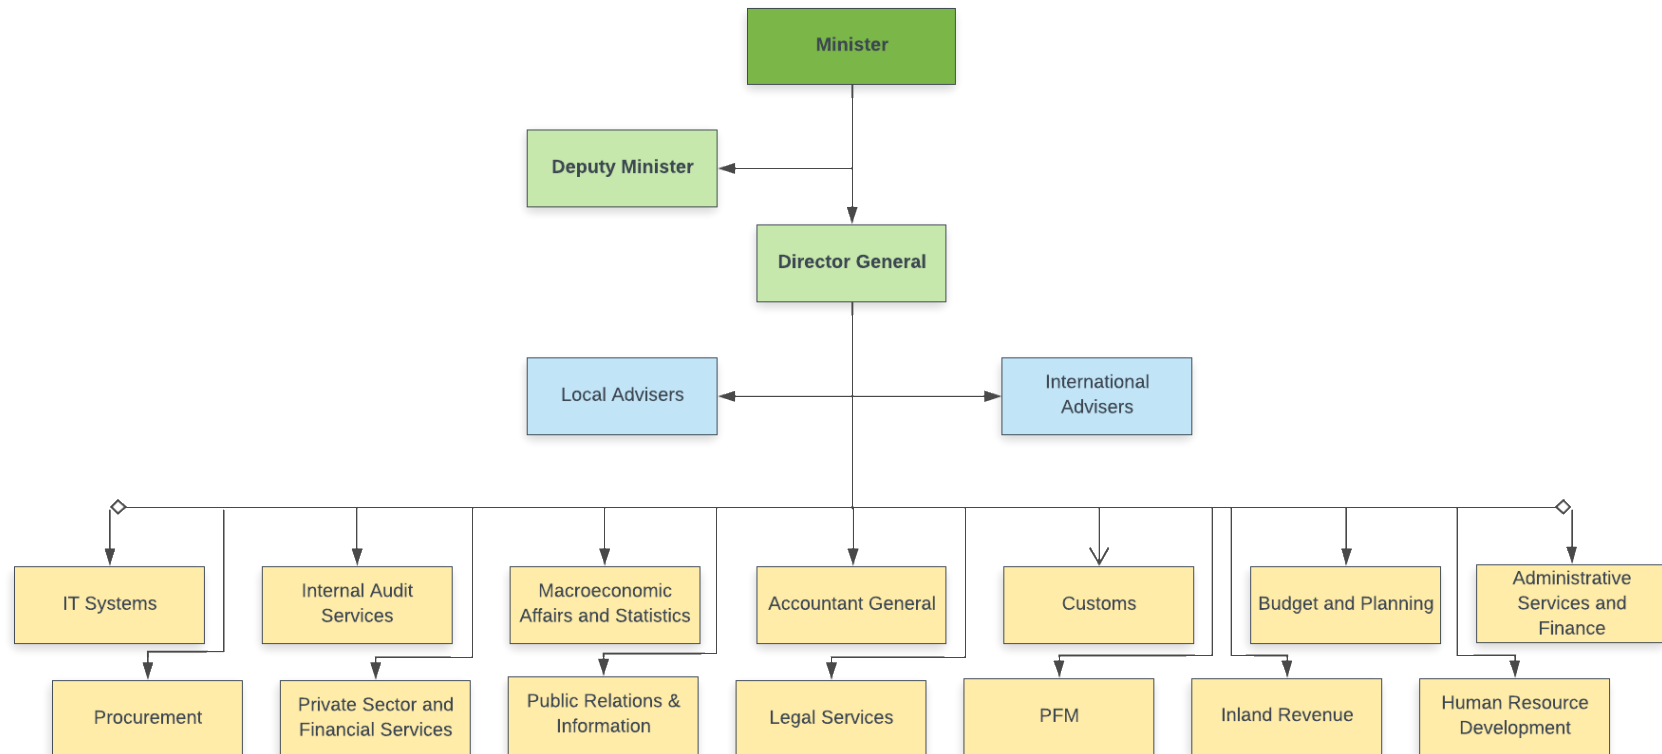 Minister
Deputy Minister
Director General
Local Advisers
International
Advisers
IT Systems
Internal Audit
Services
Macroeconomic
Affairs and Statistics
Accountant General
Customs
Budget and Planning
Administrative
Services and
Finance
Procurement
Private Sector and
Financial Services
Public Relations &
Information
Legal Services
PFM
Inland Revenue
Human Resource
Development